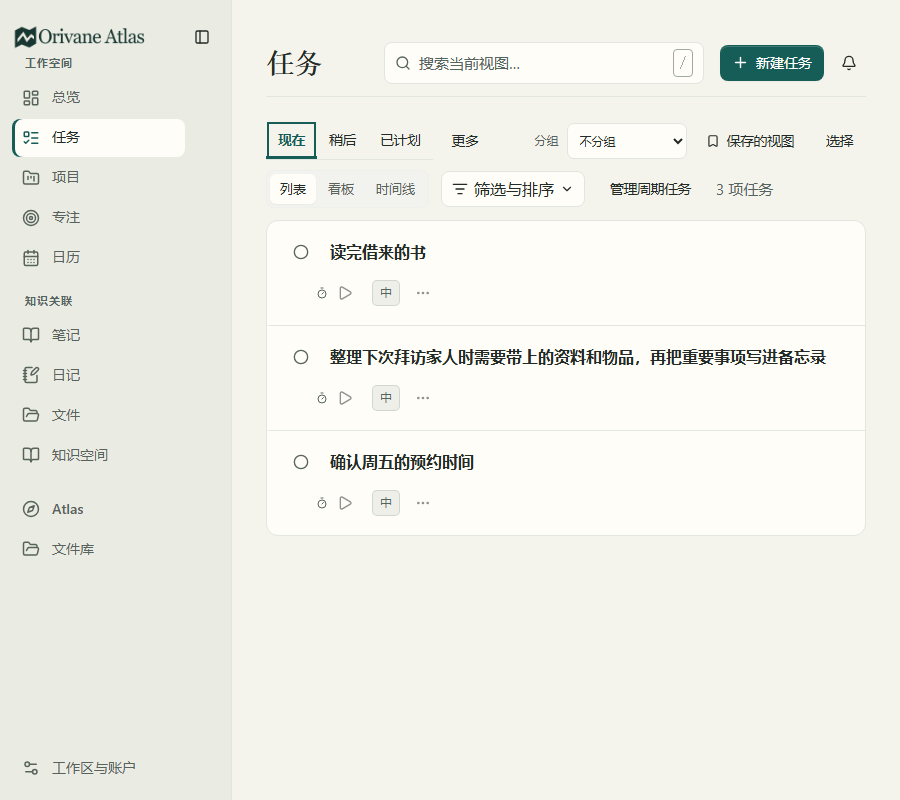 Orivane Atlas
工作空间
总览
任务
项目
专注
日历
知识关联
笔记
日记
文件
知识空间
Atlas
文件库
工作区与账户
任务
搜索当前视图...
/
新建任务
现在 稍后 已计划 更多 分组 不分组 保存的视图 选择
列表 看板 时间线 筛选与排序 管理周期任务 3 项任务
读完借来的书
中
整理下次拜访家人时需要带上的资料和物品，再把重要事项写进备忘录
中
确认周五的预约时间
中